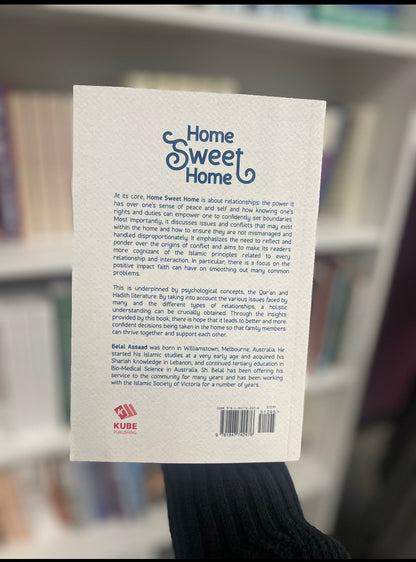 Home
Sweet
Home
At its core, Home Sweet Home is about relationships: the power it
has over one's sense of peace and self and how knowing one's
rights and duties can empower one to confidently set boundaries
Most importantly, it discusses issues and conflicts that may exist
within the home and how to ensure they are not mismanaged and
handled disproportionately. It emphasizes the need to reflect and
ponder over the origins of conflict and aims to make its readers
more cognizant of the Islamic principles related to every
relationship and interaction. In particular, there is a focus on the
positive impact faith can have on smoothing out many common
problems.
This is underpinned by psychological concepts, the Qur'an and
Hadith literature. By taking into account the various issues faced by
many and the different types of relationships, a holistic
understanding can be crucially obtained. Through the insights
provided by this book, there is hope that it leads to better and more
confident decisions being taken in the home so that family members
can thrive together and support each other.
Belal Assaad was born in Williamstown, Melbourne, Australia. He
started his Islamic studies at a very early age and acquired his
Shariah knowledge in Lebanon; and continued tertiary education in
Bio-Medical Science in Australia. Sh. Belal has been offering his
service to the community for many years and has been working
with the Islamic Society of Victoria for a number of years.
KUBE
PUBLISHING
ISBN